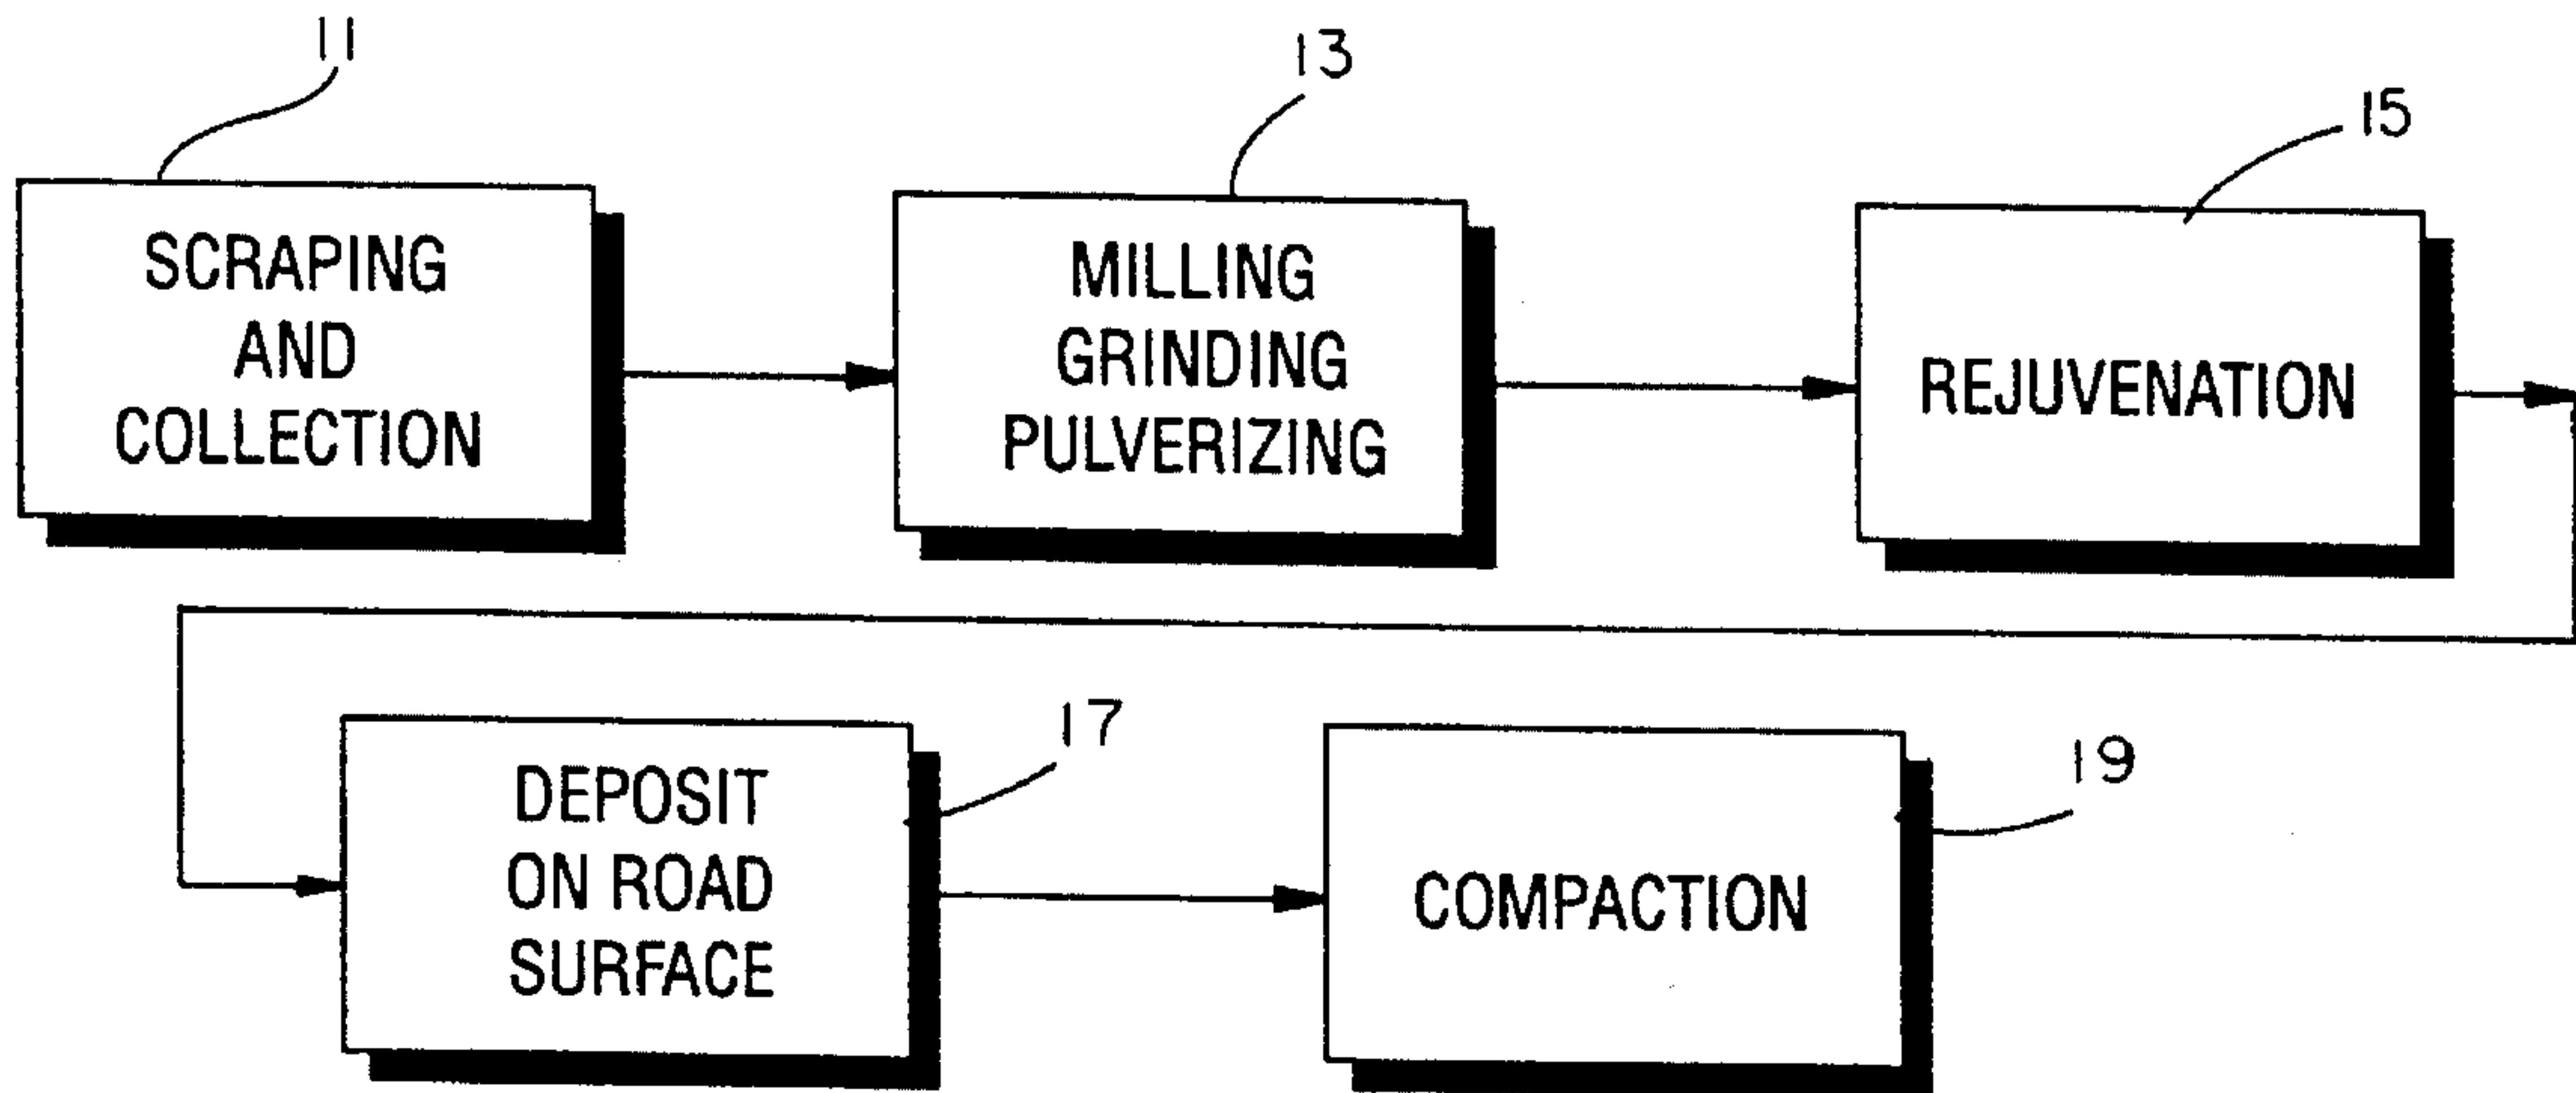 11
13
15
SCRAPING
AND
COLLECTION
MILLING
GRINDING
PULVERIZING
REJUVENATION
17
19
DEPOSIT
ON ROAD
SURFACE
COMPACTION